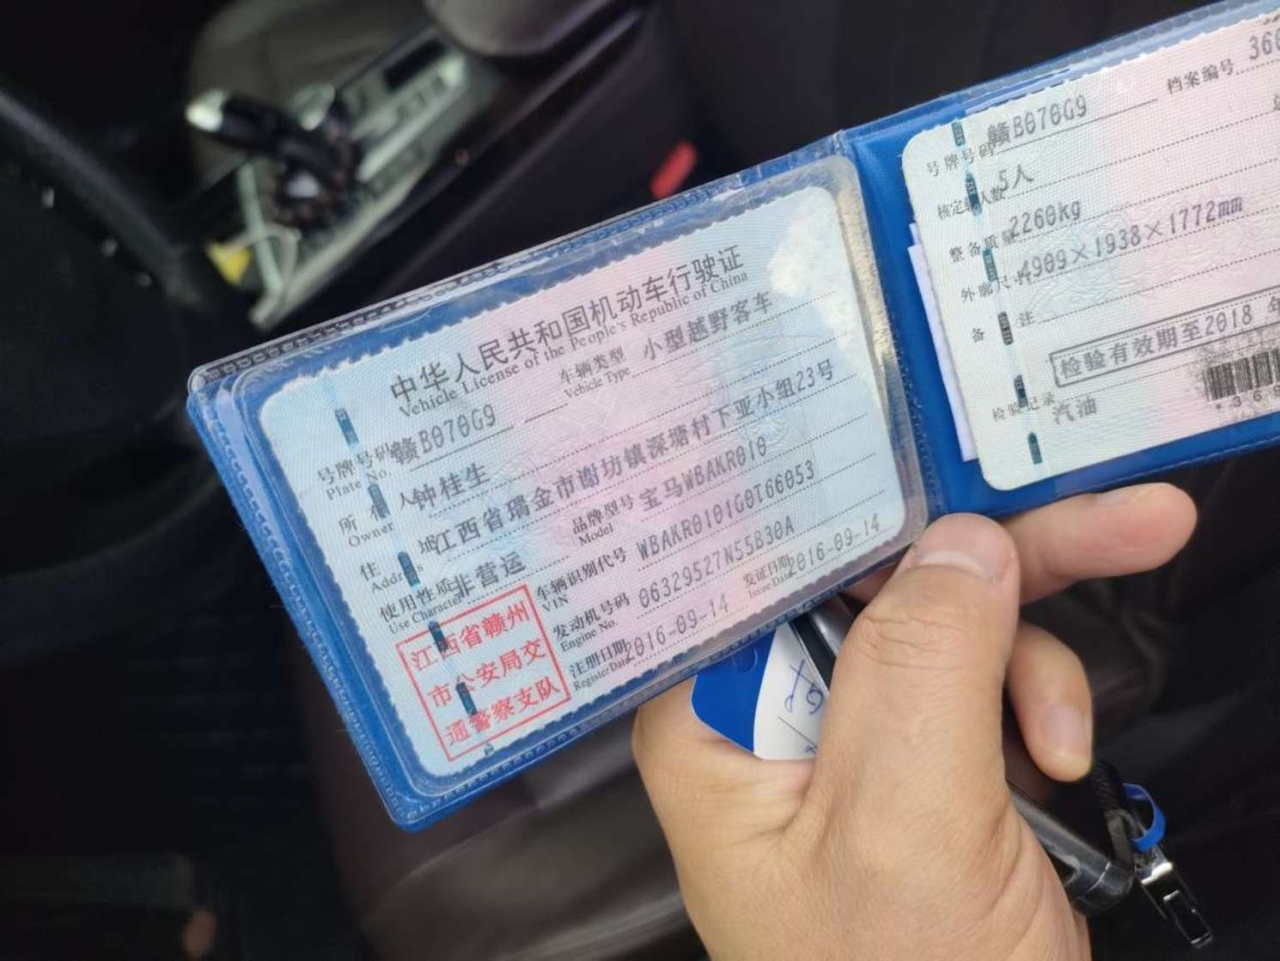 中华人民共和国机动车行驶证
Vehicle License of the People's Republic of China
号牌号码 赣B070G9 车辆类型 小型越野客车
Plate No. Vehicle Type
所有人 钟桂生
Owner
住 江西省瑞金市谢坊镇深塘村下亚小组23号
Address
使用性质 非营运 品牌型号 宝马WBAKR010
Use Character Model
江西省赣州
市公安局交
通警察支队
车辆识别代号 WBAKR0101G0T66053
VIN
发动机号码 06329527N55B30A
Engine No.
注册日期 2016-09-14 发证日期 2016-09-14
Register Date Issue Date
号牌号码 赣B070G9 档案编号 360
核定载人数 5人
整备质量 2260kg
外廓尺寸 4909×1938×1772mm
备注
检验有效期至2018
检验记录 汽油